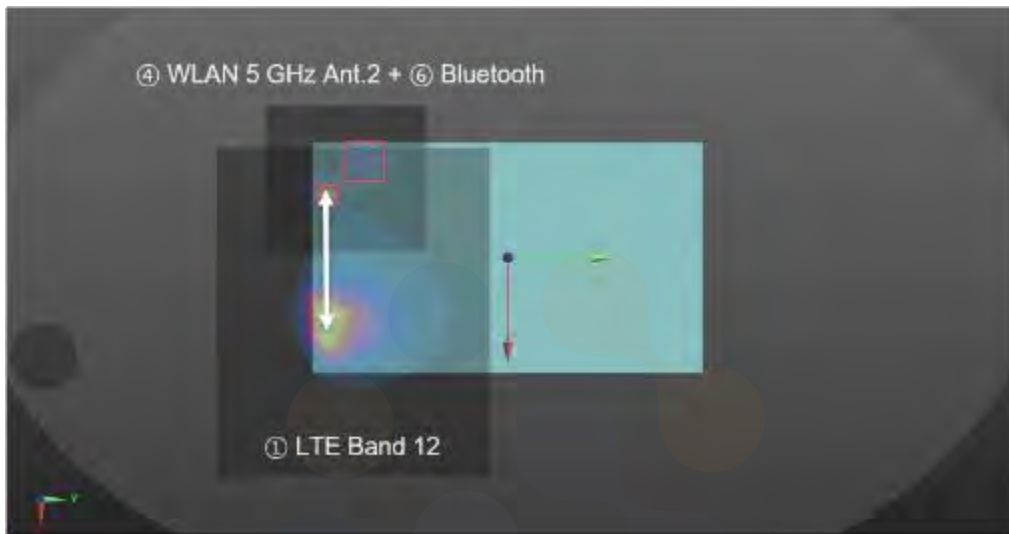 ④ WLAN 5 GHz Ant.2 + ⑥ Bluetooth
① LTE Band 12
Y